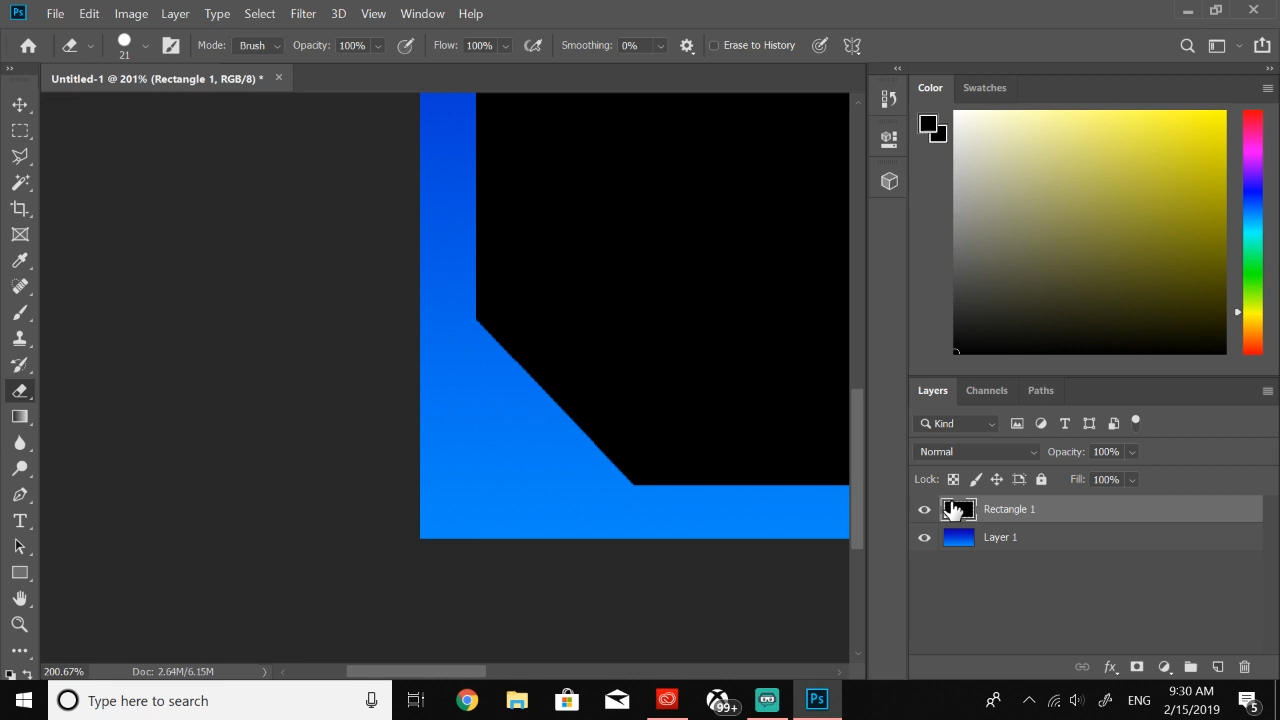 Ps File Edit Image Layer Type Select Filter 3D View Window Help
21 Mode: Brush Opacity: 100% Flow: 100% Smoothing: 0% Erase to History
Untitled-1 @ 201% (Rectangle 1, RGB/8) *
Color Swatches
Layers Channels Paths
Kind
Normal Opacity: 100%
Lock: Fill: 100%
Rectangle 1
Layer 1
200.67% Doc: 2.64M/6.15M
Type here to search 99+ Ps ENG 9:30 AM
2/15/2019 5